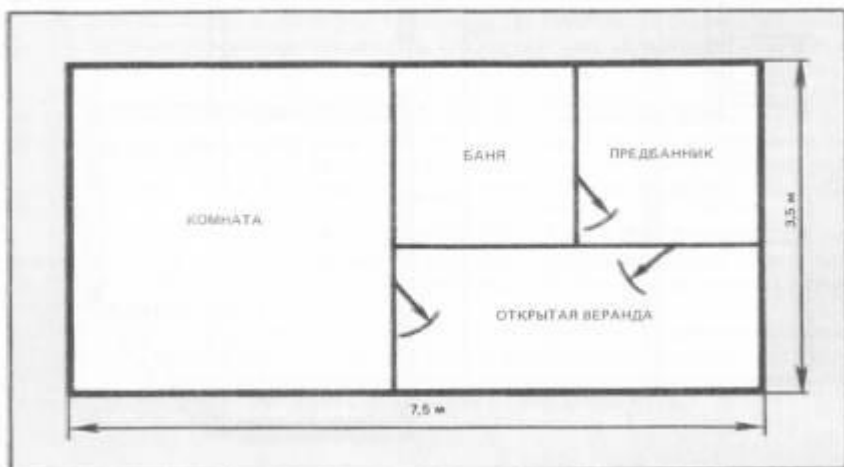 БАНЯ
ПРЕДБАННИК
КОМНАТА
3,5 м
ОТКРЫТАЯ ВЕРАНДА
7,5 м